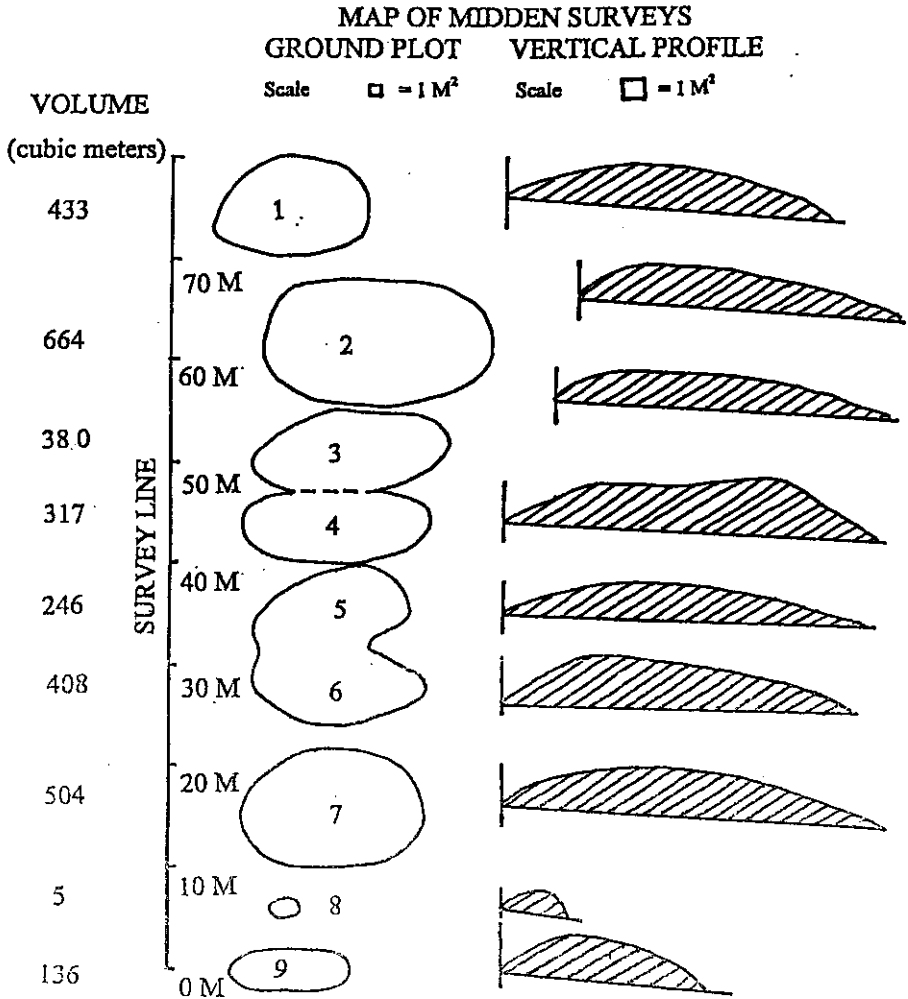 MAP OF MIDDEN SURVEYS
GROUND PLOT VERTICAL PROFILE
Scale = 1 M² Scale = 1 M²
VOLUME
(cubic meters)
433
1
70 M
664
2
60 M
38.0
3
50 M
317
4
SURVEY LINE
40 M
246
5
408
30 M
6
20 M
504
7
10 M
5
8
136
9
0 M